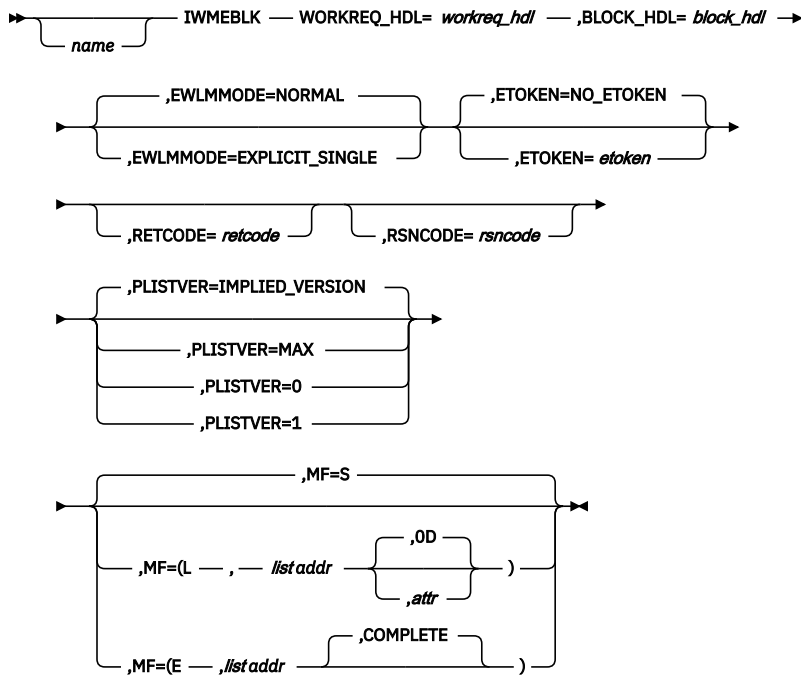 IWMEBLK WORKREQ_HDL= workreq_hdl ,BLOCK_HDL= block_hdl
name
,EWLMMODE=NORMAL ,ETOKEN=NO_ETOKEN
,EWLMMODE=EXPLICIT_SINGLE ,ETOKEN= etoken
,RETCODE= retcode ,RSNCODE= rsncode
,PLISTVER=IMPLIED_VERSION
,PLISTVER=MAX
,PLISTVER=0
,PLISTVER=1
,MF=S
,0D
,MF=(L , list addr )
,attr
,COMPLETE
,MF=(E ,list addr )